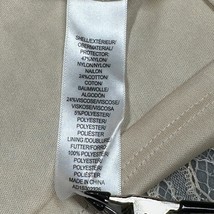 SHELL/EXTÉRIEUR/
OBERMATERIAL/
PROTECTOR:
47%NYLON/
NYLON/NYLON/
NAILON
24%COTTON/
COTON/
BAUMWOLLE/
ALGODÓN
24%VISCOSE/VISCOSE/
VISKOSE/VISCOSA
5%POLYESTER/
POLYESTER/
POLYESTER/
POLIÉSTER
LINING / DOUBLURE/
FUTTER/FORRO:
100% POLYESTER/
POLYESTER/
POLYESTER/
POLIÉSTER
MADE IN CHINA